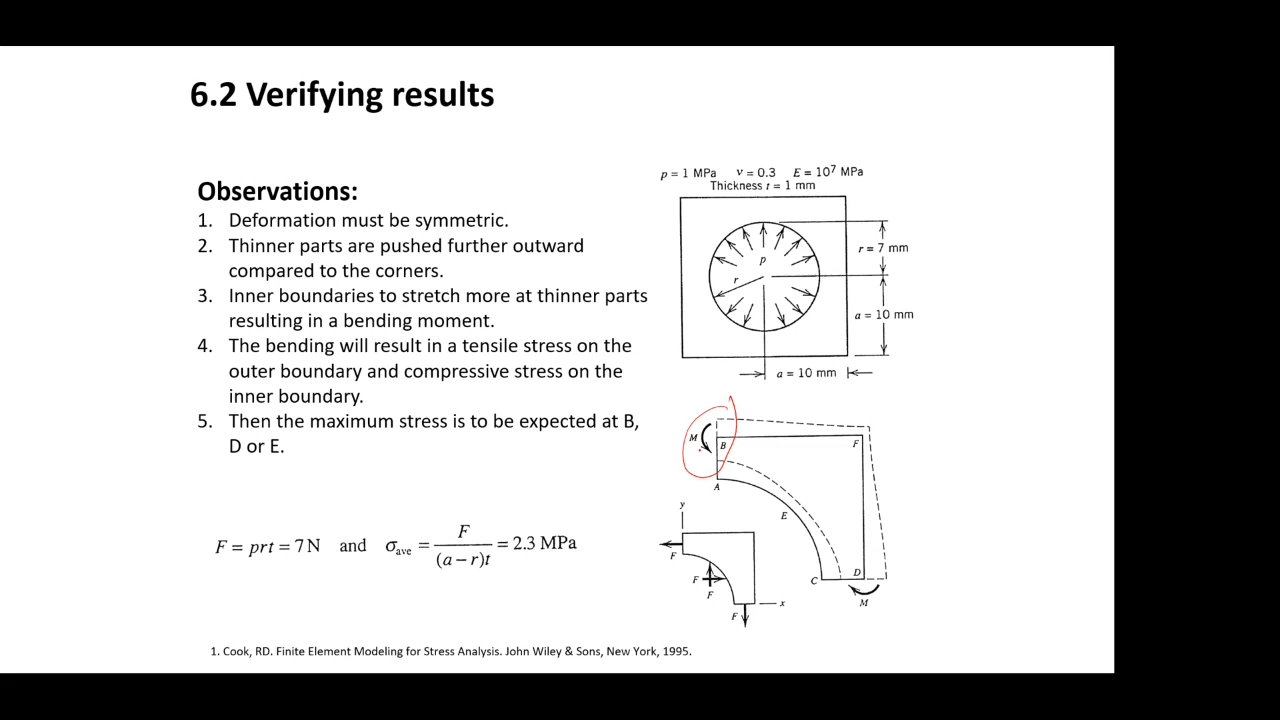 6.2 Verifying results
Observations:
1. Deformation must be symmetric.
2. Thinner parts are pushed further outward
compared to the corners.
3. Inner boundaries to stretch more at thinner parts
resulting in a bending moment.
4. The bending will result in a tensile stress on the
outer boundary and compressive stress on the
inner boundary.
5. Then the maximum stress is to be expected at B,
D or E.
F = prt = 7 N and σave = F / (a – r)t = 2.3 MPa
p = 1 MPa ν = 0.3 E = 10⁷ MPa
Thickness t = 1 mm
p
r
r = 7 mm
a = 10 mm
a = 10 mm
M
B
F
A
E
C
D
M
y
F
F
F
x
F
1. Cook, RD. Finite Element Modeling for Stress Analysis. John Wiley & Sons, New York, 1995.